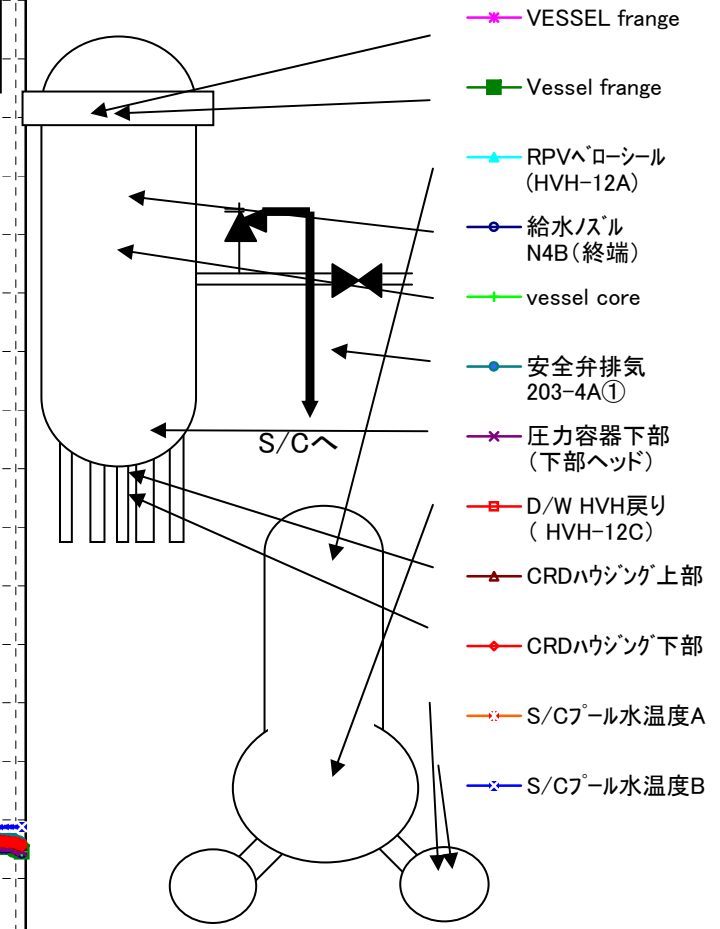 VESSEL frange
Vessel frange
RPVベローシール
(HVH-12A)
給水ノズル
N4B(終端)
vessel core
安全弁排気
203-4A①
圧力容器下部
(下部ヘッド)
D/W HVH戻り
( HVH-12C)
CRDハウジング上部
CRDハウジング下部
S/Cプール水温度A
S/Cプール水温度B
S/Cへ